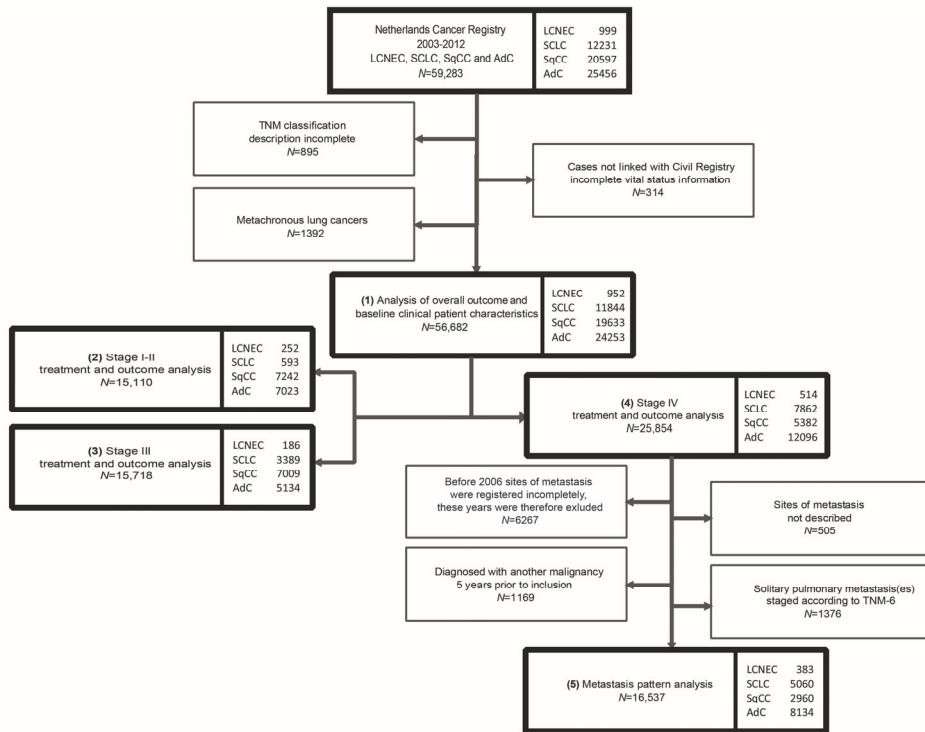 Netherlands Cancer Registry
2003-2012
LCNEC, SCLC, SqCC and AdC
N=59,283
LCNEC 999
SCLC 12231
SqCC 20597
AdC 25456
TNM classification
description incomplete
N=895
Cases not linked with Civil Registry
incomplete vital status information
N=314
Metachronous lung cancers
N=1392
(1) Analysis of overall outcome and
baseline clinical patient characteristics
N=56,682
LCNEC 952
SCLC 11844
SqCC 19633
AdC 24253
(2) Stage I-II
treatment and outcome analysis
N=15,110
LCNEC 252
SCLC 593
SqCC 7242
AdC 7023
(3) Stage III
treatment and outcome analysis
N=15,718
LCNEC 186
SCLC 3389
SqCC 7009
AdC 5134
(4) Stage IV
treatment and outcome analysis
N=25,854
LCNEC 514
SCLC 7862
SqCC 5382
AdC 12096
Before 2006 sites of metastasis
were registered incompletely,
these years were therefore exluded
N=6267
Sites of metastasis
not described
N=505
Diagnosed with another malignancy
5 years prior to inclusion
N=1169
Solitary pulmonary metastasis(es)
staged according to TNM-6
N=1376
(5) Metastasis pattern analysis
N=16,537
LCNEC 383
SCLC 5060
SqCC 2960
AdC 8134